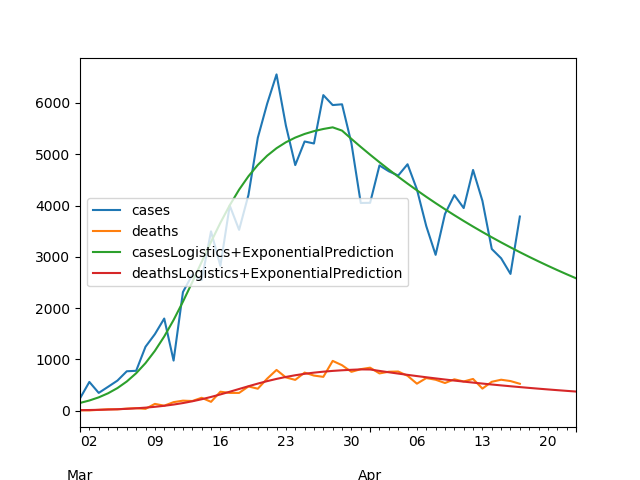 6000
5000
4000
3000
2000
1000
0
cases
deaths
casesLogistics+ExponentialPrediction
deathsLogistics+ExponentialPrediction
02 09 16 23 30 06 13 20
Mar Apr